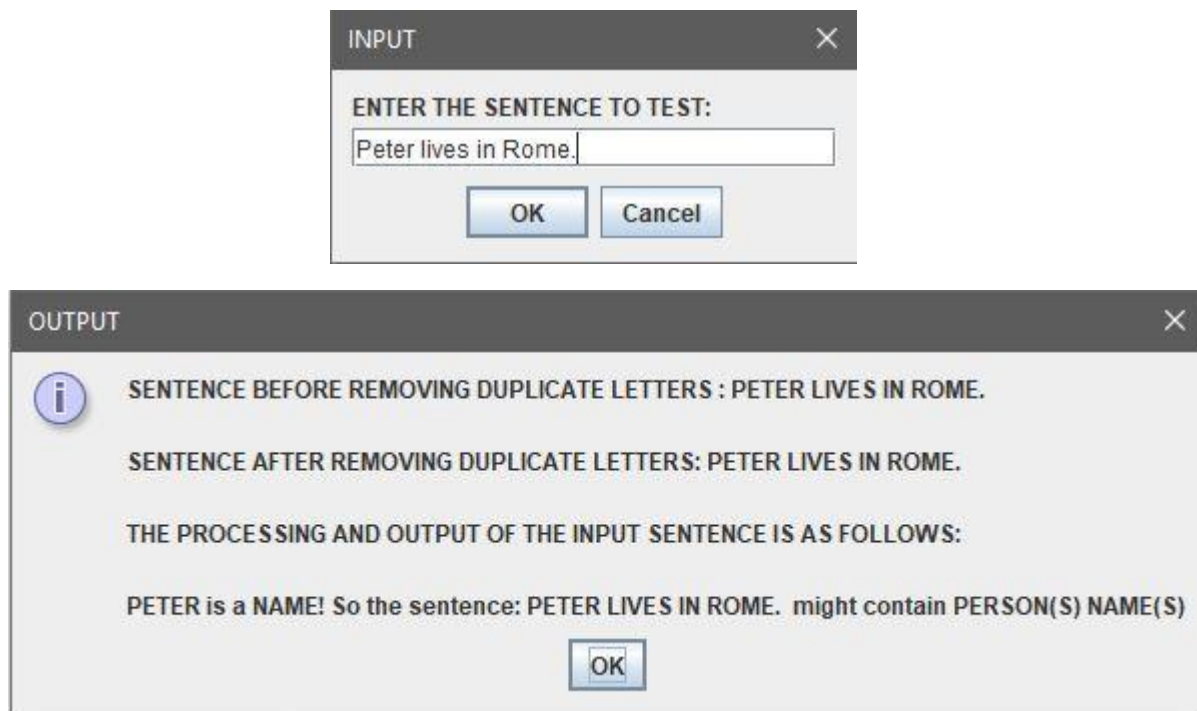 INPUT
ENTER THE SENTENCE TO TEST:
Peter lives in Rome.
OK Cancel
OUTPUT
SENTENCE BEFORE REMOVING DUPLICATE LETTERS : PETER LIVES IN ROME.
SENTENCE AFTER REMOVING DUPLICATE LETTERS: PETER LIVES IN ROME.
THE PROCESSING AND OUTPUT OF THE INPUT SENTENCE IS AS FOLLOWS:
PETER is a NAME! So the sentence: PETER LIVES IN ROME. might contain PERSON(S) NAME(S)
OK